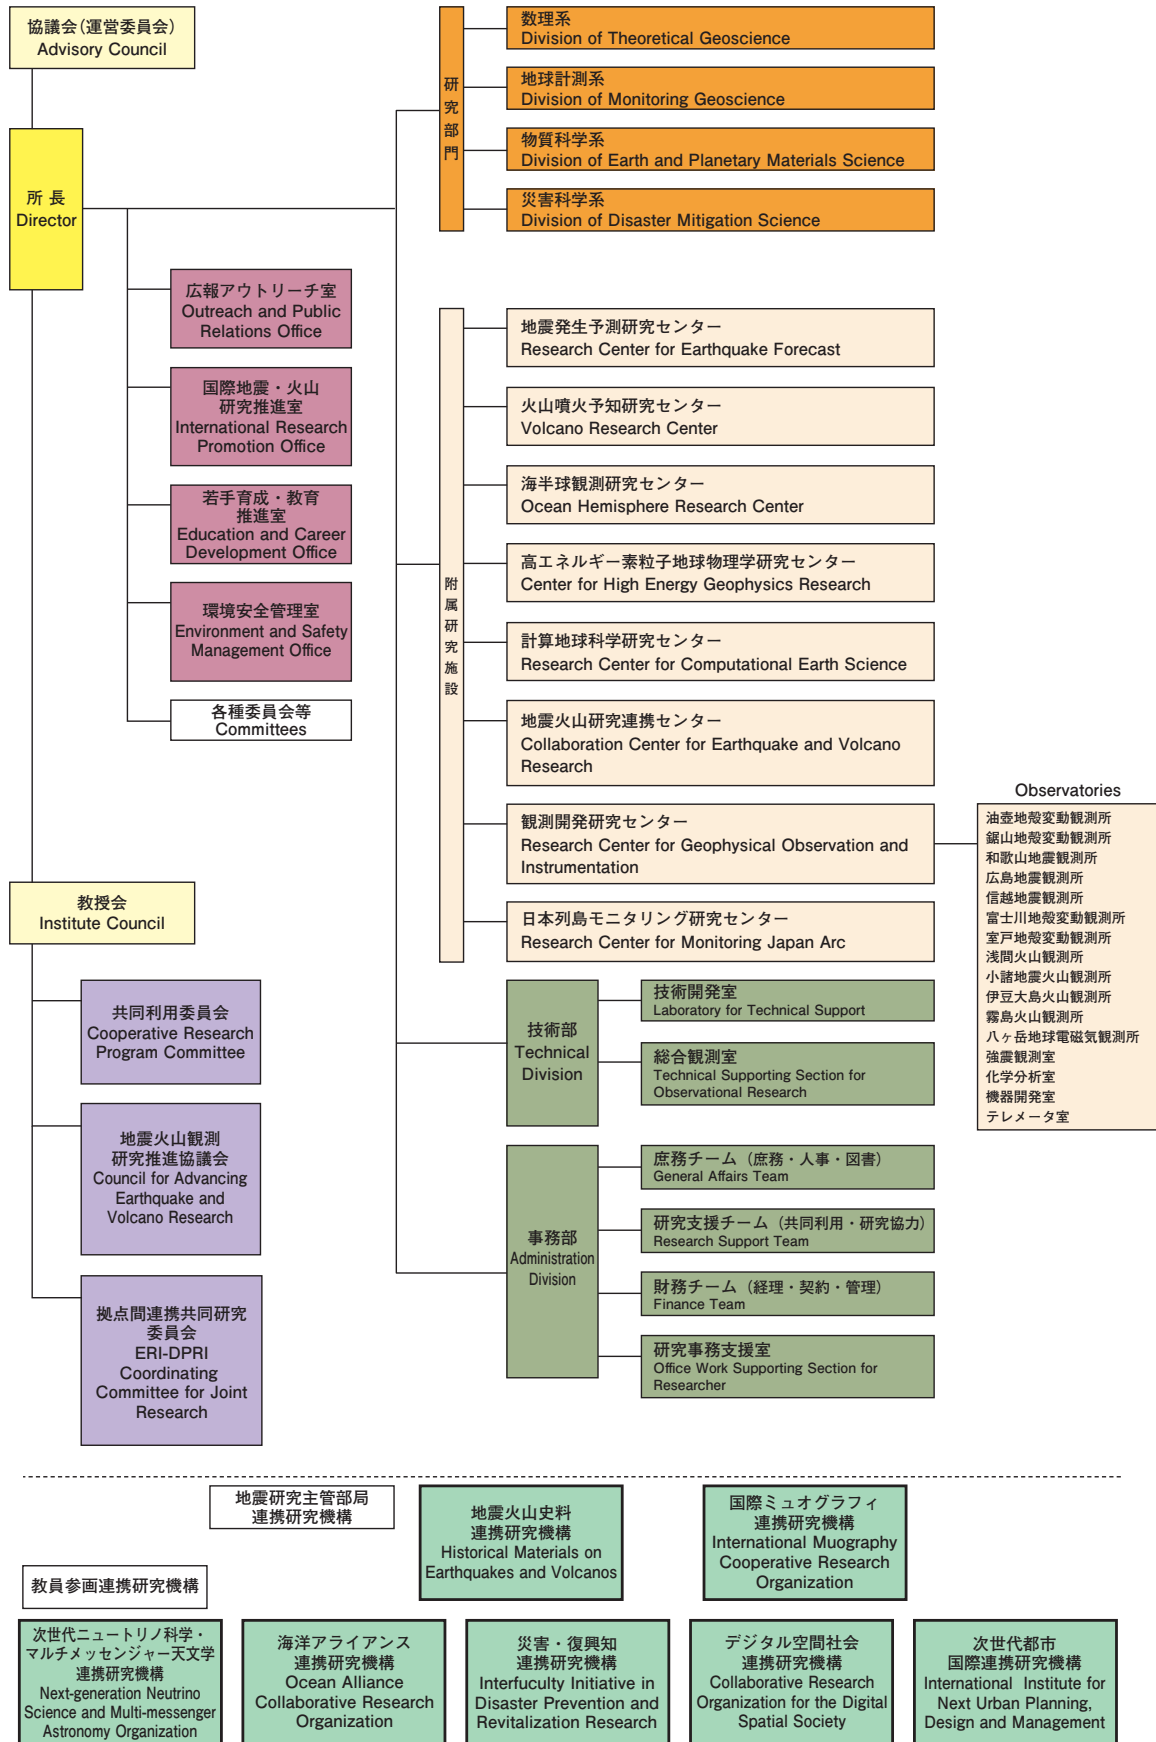 協議会(運営委員会)
Advisory Council
所 長
Director
広報アウトリーチ室
Outreach and Public
Relations Office
国際地震・火山
研究推進室
International Research
Promotion Office
若手育成・教育
推進室
Education and Career
Development Office
環境安全管理室
Environment and Safety
Management Office
各種委員会等
Committees
教授会
Institute Council
共同利用委員会
Cooperative Research
Program Committee
地震火山観測
研究推進協議会
Council for Advancing
Earthquake and
Volcano Research
拠点間連携共同研究
委員会
ERI-DPRI
Coordinating
Committee for Joint
Research
研究部門
数理系
Division of Theoretical Geoscience
地球計測系
Division of Monitoring Geoscience
物質科学系
Division of Earth and Planetary Materials Science
災害科学系
Division of Disaster Mitigation Science
附属研究施設
地震発生予測研究センター
Research Center for Earthquake Forecast
火山噴火予知研究センター
Volcano Research Center
海半球観測研究センター
Ocean Hemisphere Research Center
高エネルギー素粒子地球物理学研究センター
Center for High Energy Geophysics Research
計算地球科学研究センター
Research Center for Computational Earth Science
地震火山研究連携センター
Collaboration Center for Earthquake and Volcano
Research
観測開発研究センター
Research Center for Geophysical Observation and
Instrumentation
日本列島モニタリング研究センター
Research Center for Monitoring Japan Arc
Observatories
油壺地殻変動観測所
鋸山地殻変動観測所
和歌山地震観測所
広島地震観測所
信越地震観測所
富士川地殻変動観測所
室戸地殻変動観測所
浅間火山観測所
小諸地震火山観測所
伊豆大島火山観測所
霧島火山観測所
八ヶ岳地球電磁気観測所
強震観測室
化学分析室
機器開発室
テレメータ室
技術部
Technical
Division
技術開発室
Laboratory for Technical Support
総合観測室
Technical Supporting Section for
Observational Research
事務部
Administration
Division
庶務チーム (庶務・人事・図書)
General Affairs Team
研究支援チーム (共同利用・研究協力)
Research Support Team
財務チーム (経理・契約・管理)
Finance Team
研究事務支援室
Office Work Supporting Section for
Researcher
地震研究主管部局
連携研究機構
地震火山史料
連携研究機構
Historical Materials on
Earthquakes and Volcanos
国際ミュオグラフィ
連携研究機構
International Muography
Cooperative Research
Organization
教員参画連携研究機構
次世代ニュートリノ科学・
マルチメッセンジャー天文学
連携研究機構
Next-generation Neutrino
Science and Multi-messenger
Astronomy Organization
海洋アライアンス
連携研究機構
Ocean Alliance
Collaborative Research
Organization
災害・復興知
連携研究機構
Interfuculty Initiative in
Disaster Prevention and
Revitalization Research
デジタル空間社会
連携研究機構
Collaborative Research
Organization for the Digital
Spatial Society
次世代都市
国際連携研究機構
International Institute for
Next Urban Planning,
Design and Management